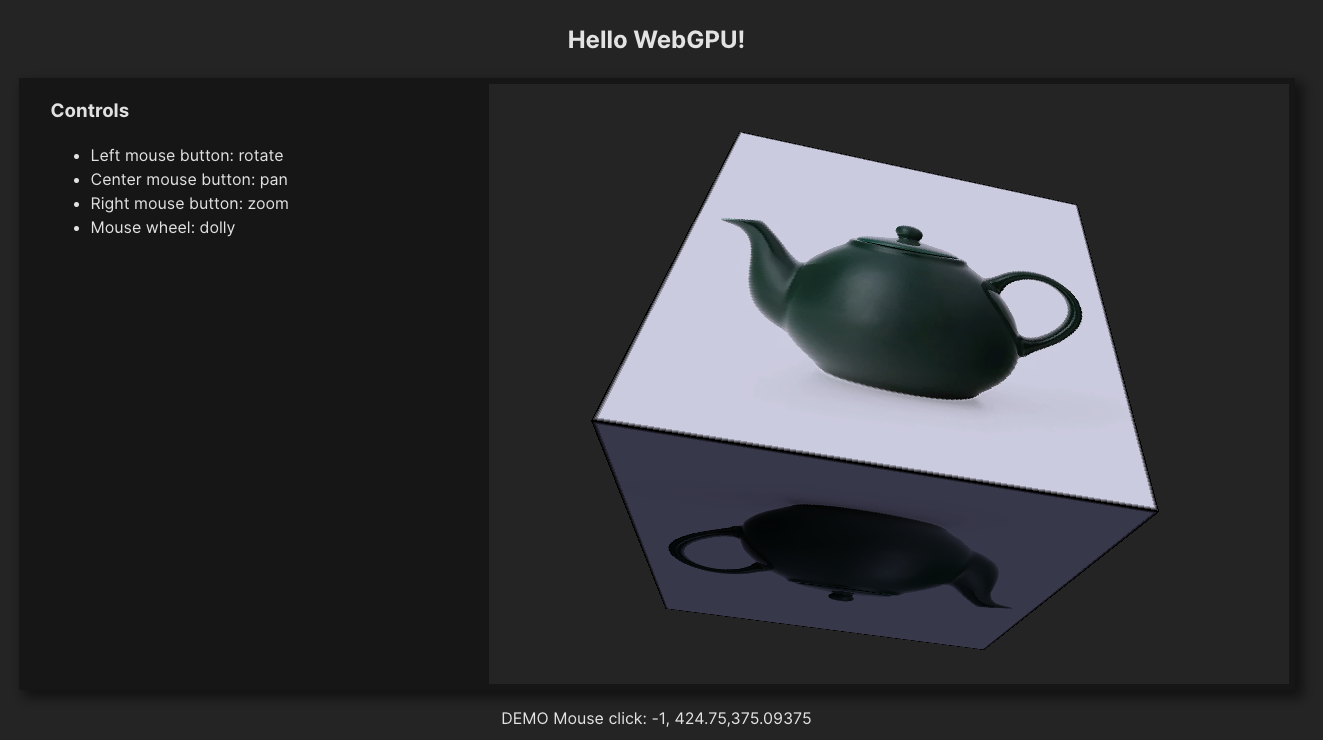 Hello WebGPU!
Controls
Left mouse button: rotate
Center mouse button: pan
Right mouse button: zoom
Mouse wheel: dolly
DEMO Mouse click: -1, 424.75,375.09375